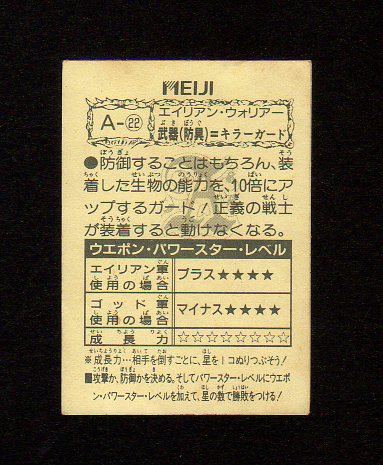 MEIJI
A-㉒
エイリアン・ウォリアー
武器(防具)=キラーガード
●防御することはもちろん、装
着した生物の能力を、10倍にア
ップするガード!正義の戦士
が装着すると動けなくなる。
ウエポン・パワースター・レベル
エイリアン軍
使用の場合
プラス★★★★
ゴッド軍
使用の場合
マイナス★★★★
成長力
☆☆☆☆☆☆☆☆
※成長力…相手を倒すごとに、星を1コぬりつぶそう!
■攻撃か、防御かを決める。そしてパワースター・レベルにウエポ
ン・パワースター・レベルを加えて、星の数で勝敗をつける!